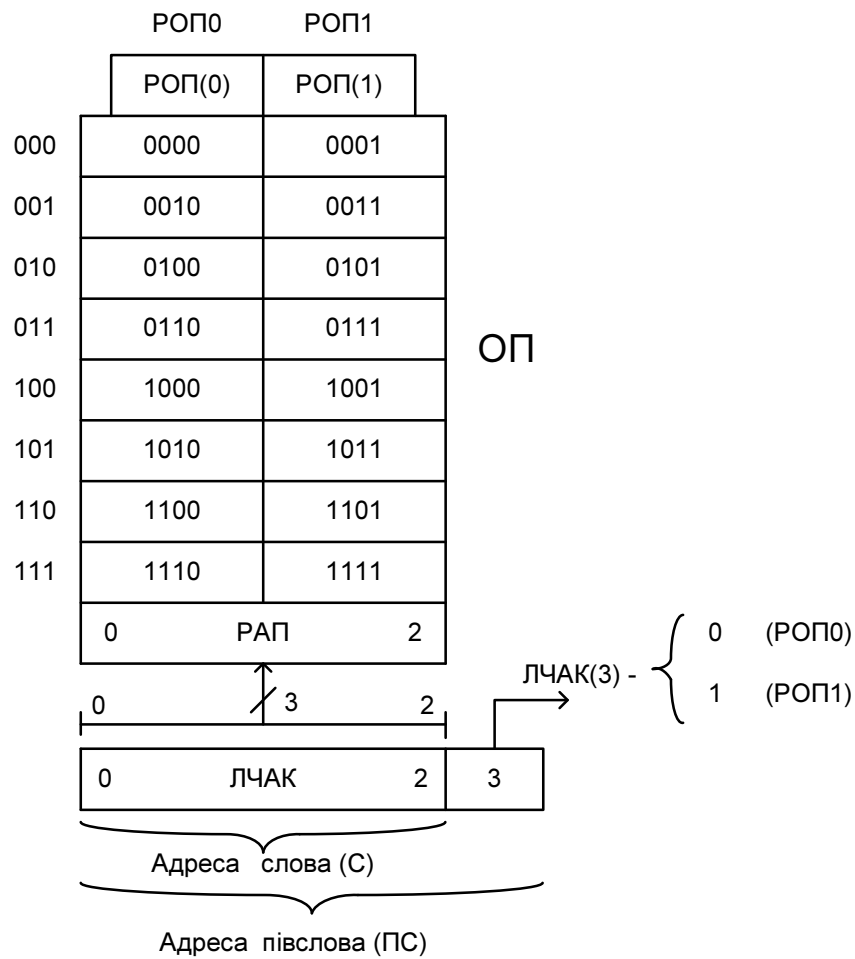 РОП0 РОП1
РОП(0) РОП(1)
000 0000 0001
001 0010 0011
010 0100 0101
011 0110 0111
ОП
100 1000 1001
101 1010 1011
110 1100 1101
111 1110 1111
0 РАП 2
0 (РОП0)
ЛЧАК(3) -
1 (РОП1)
0 3 2
0 ЛЧАК 2 3
Адреса слова (С)
Адреса півслова (ПС)